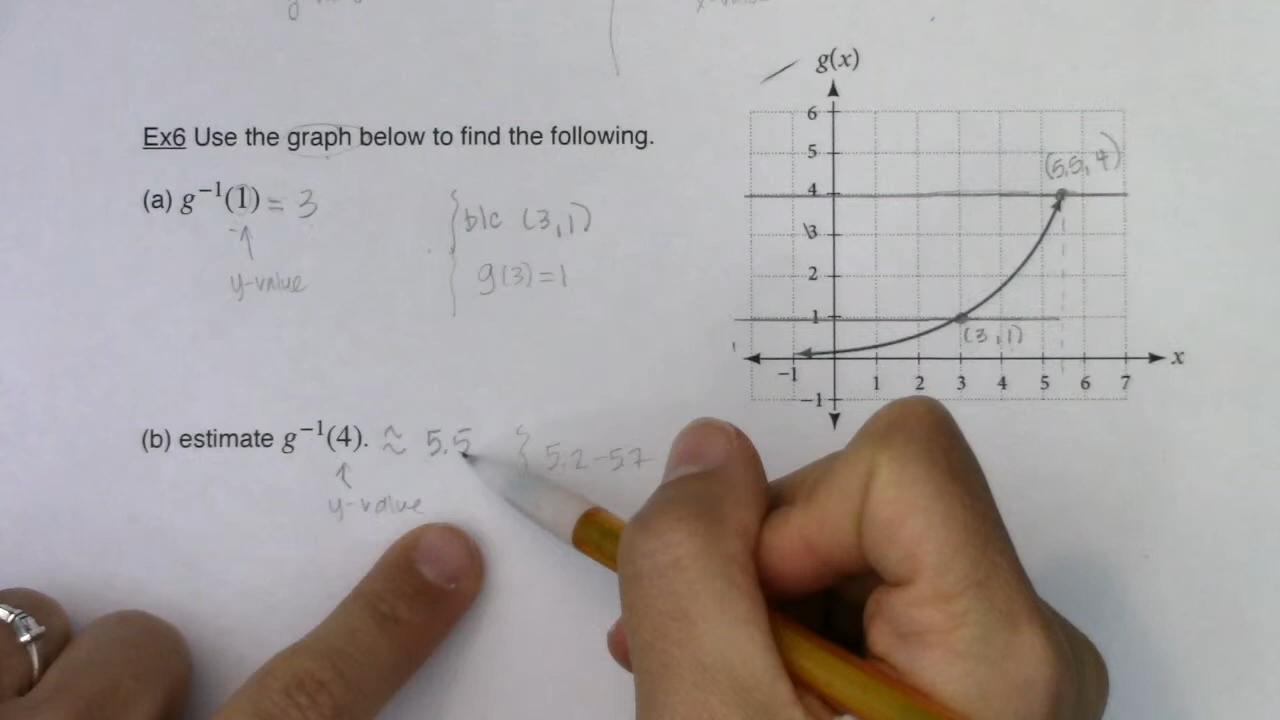 Ex6 Use the graph below to find the following.
(a) g⁻¹(1) = 3
y-value
b/c (3,1)
g(3)=1
(b) estimate g⁻¹(4). ≈ 5.5
5.2-57
y-value
g(x)
6
5
(5.5, 4)
4
3
2
1
(3,1)
x
-1 1 2 3 4 5 6 7
-1